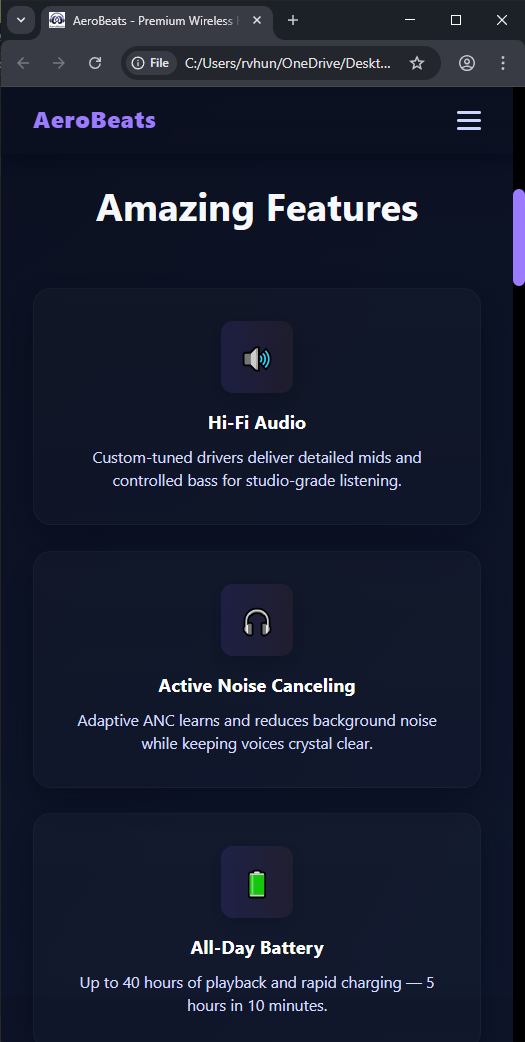 AeroBeats - Premium Wireless
File
C:/Users/rvhun/OneDrive/Deskt...
AeroBeats
Amazing Features
Hi-Fi Audio
Custom-tuned drivers deliver detailed mids and
controlled bass for studio-grade listening.
Active Noise Canceling
Adaptive ANC learns and reduces background noise
while keeping voices crystal clear.
All-Day Battery
Up to 40 hours of playback and rapid charging — 5
hours in 10 minutes.